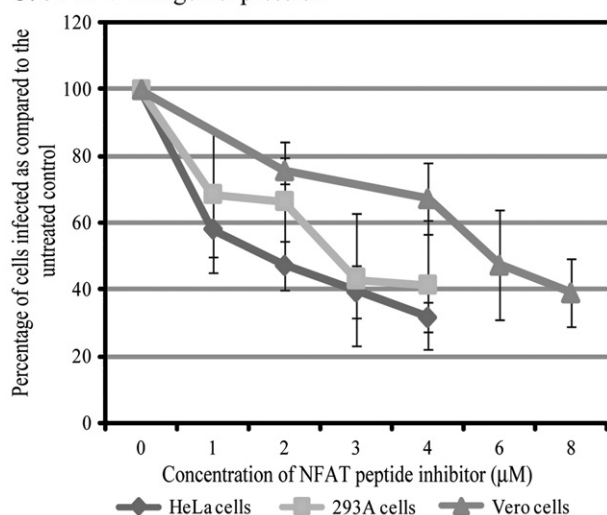 120
100
80
60
40
20
0
Percentage of cells infected as compared to the
untreated control
0 1 2 3 4 6 8
Concentration of NFAT peptide inhibitor (µM)
HeLa cells 293A cells Vero cells